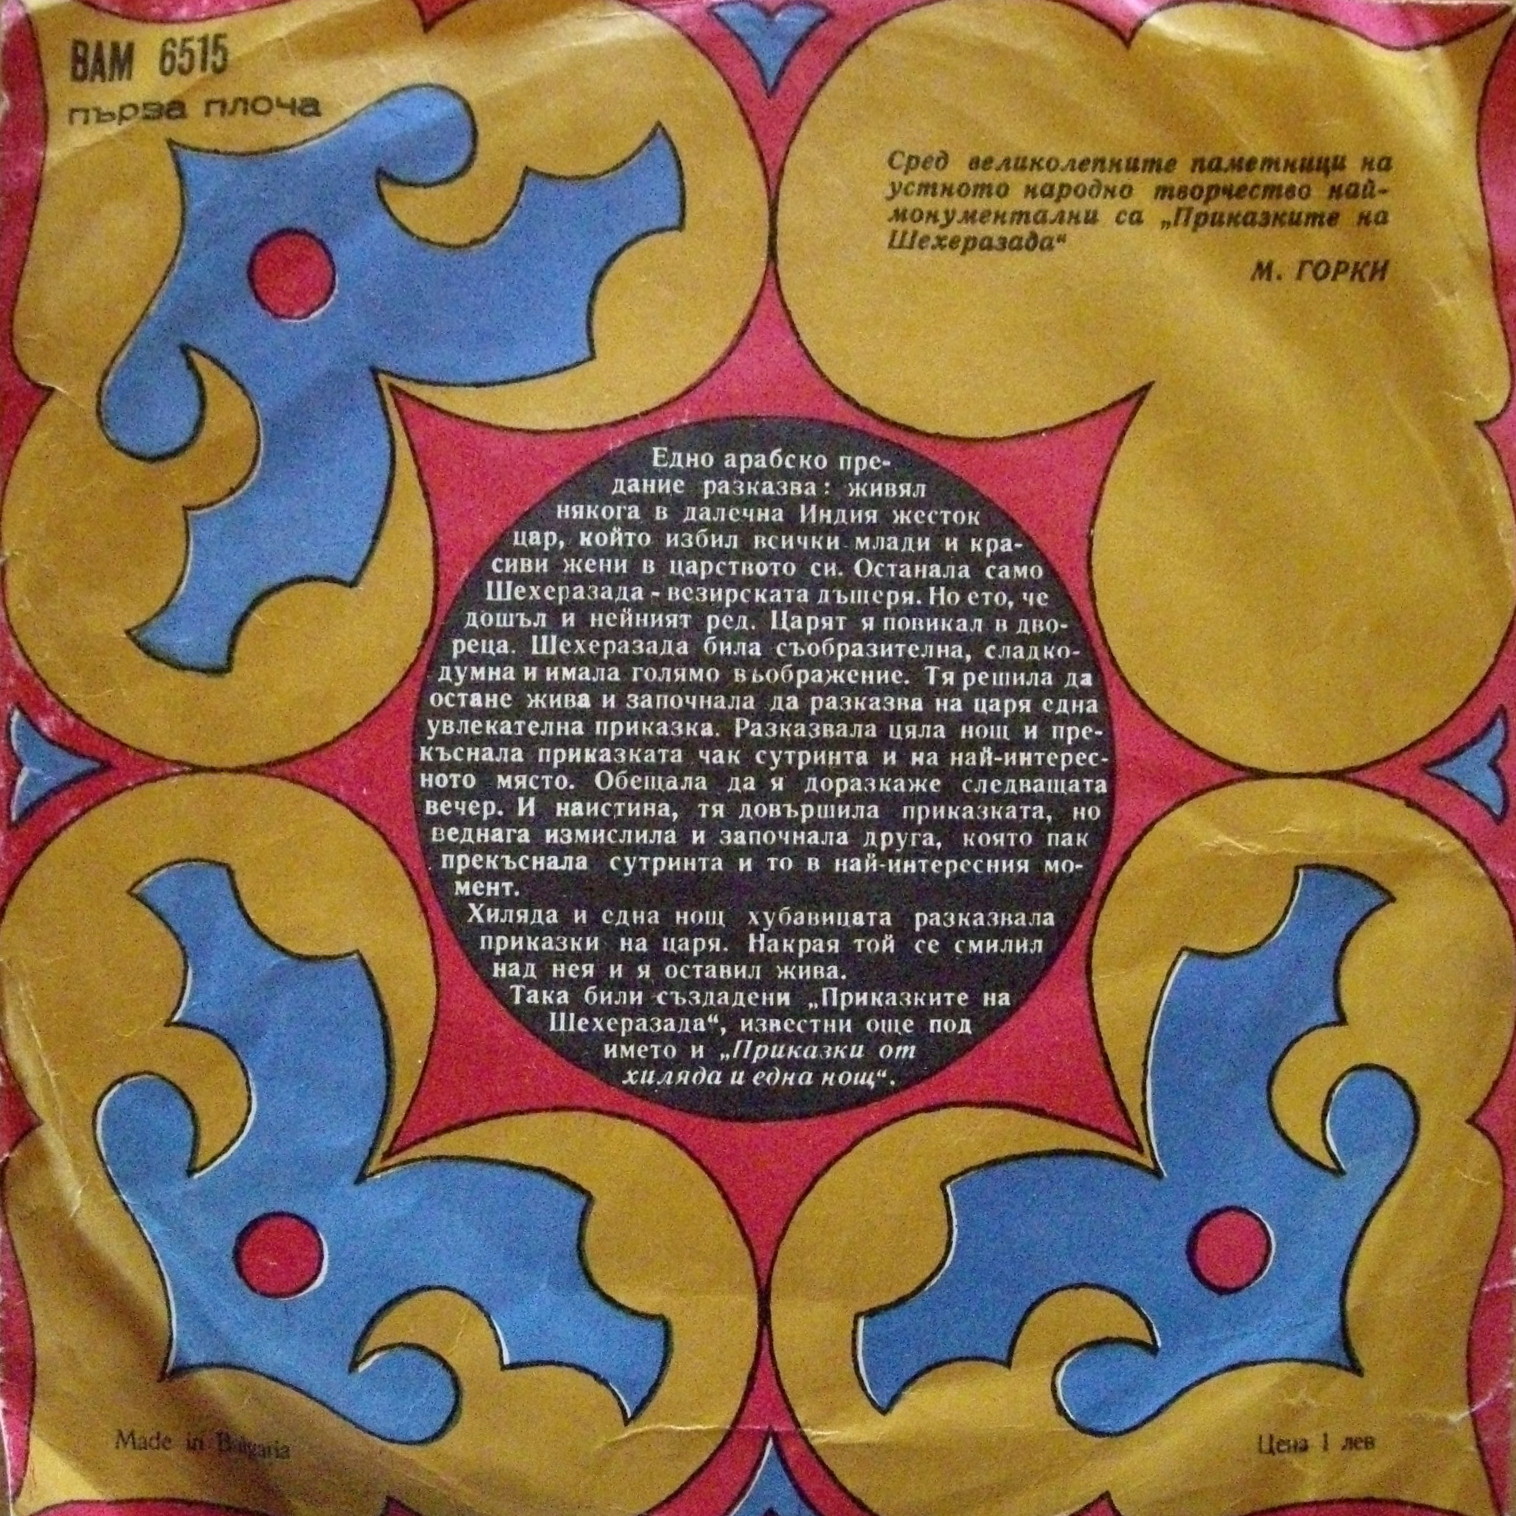 ВАМ 6515
първа плоча
Сред великолепните паметници на
устното народно творчество най-
монументални са „Приказките на
Шехеразада“
М. ГОРКИ
Едно арабско пре-
дание разказва: живял
някога в далечна Индия жесток
цар, който избил всички млади и кра-
сиви жени в царството си. Останала само
Шехеразада - везирската дъщеря. Но ето, че
дошъл и нейният ред. Царят я повикал в дво-
реца. Шехеразада била съобразителна, сладко-
думна и имала голямо въображение. Тя решила да
остане жива и започнала да разказва на царя една
увлекателна приказка. Разказвала цяла нощ и пре-
къснала приказката чак сутринта и на най-интерес-
ното място. Обещала да я доразкаже следващата
вечер. И наистина, тя довършила приказката, но
веднага измислила и започнала друга, която пак
прекъснала сутринта и то в най-интересния мо-
мент.
Хиляда и една нощ хубавицата разказвала
приказки на царя. Накрая той се смилил
над нея и я оставил жива.
Така били създадени „Приказките на
Шехеразада“, известни още под
името и „Приказки от
хиляда и една нощ“.
Made in Bulgaria
Цена 1 лев